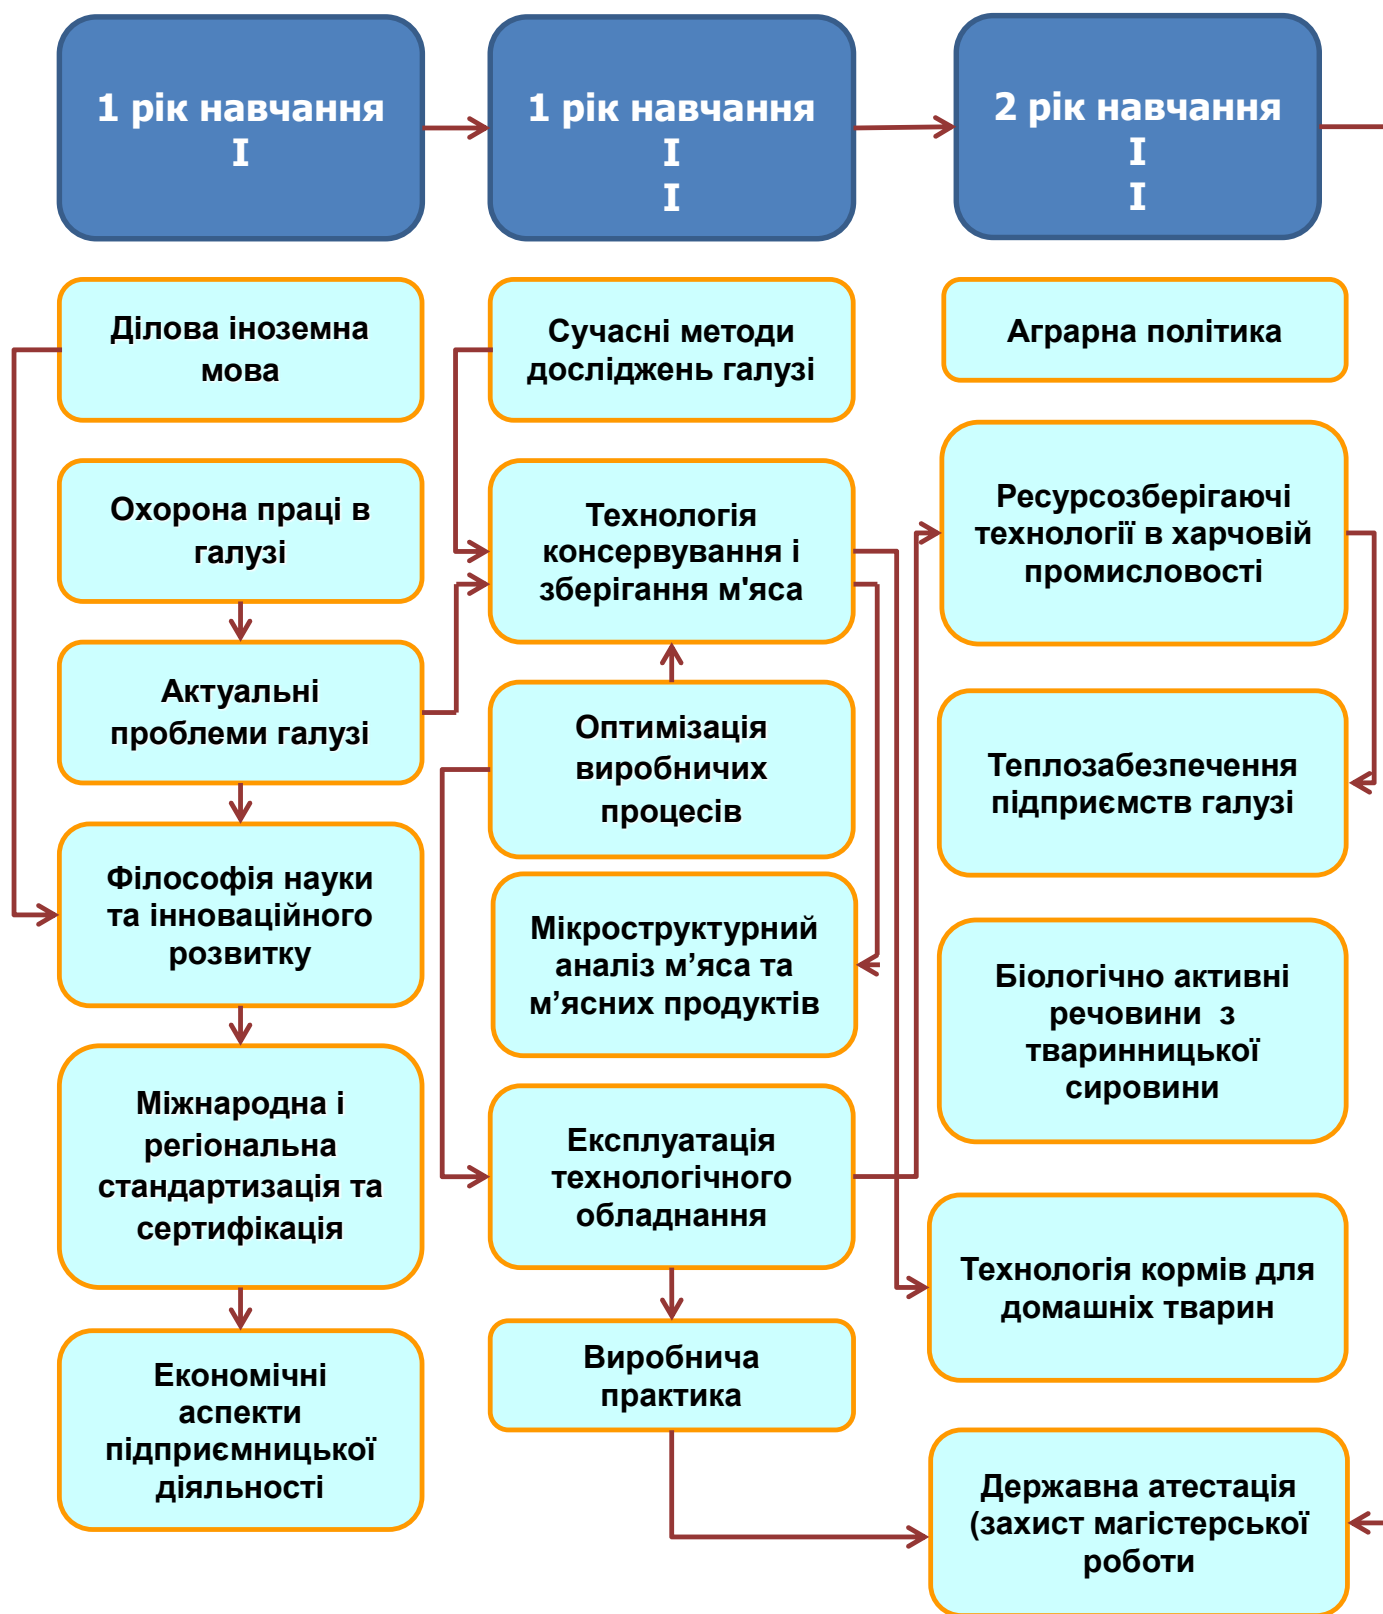 1 рік навчання
I
1 рік навчання
I
I
2 рік навчання
I
I
Ділова іноземна
мова
Охорона праці в
галузі
Актуальні
проблеми галузі
Філософія науки
та інноваційного
розвитку
Міжнародна і
регіональна
стандартизація та
сертифікація
Економічні
аспекти
підприємницької
діяльності
Сучасні методи
досліджень галузі
Технологія
консервування і
зберігання м'яса
Оптимізація
виробничих
процесів
Мікроструктурний
аналіз м’яса та
м’ясних продуктів
Експлуатація
технологічного
обладнання
Виробнича
практика
Аграрна політика
Ресурсозберігаючі
технології в харчовій
промисловості
Теплозабезпечення
підприємств галузі
Біологічно активні
речовини з
тваринницької
сировини
Технологія кормів для
домашніх тварин
Державна атестація
(захист магістерської
роботи